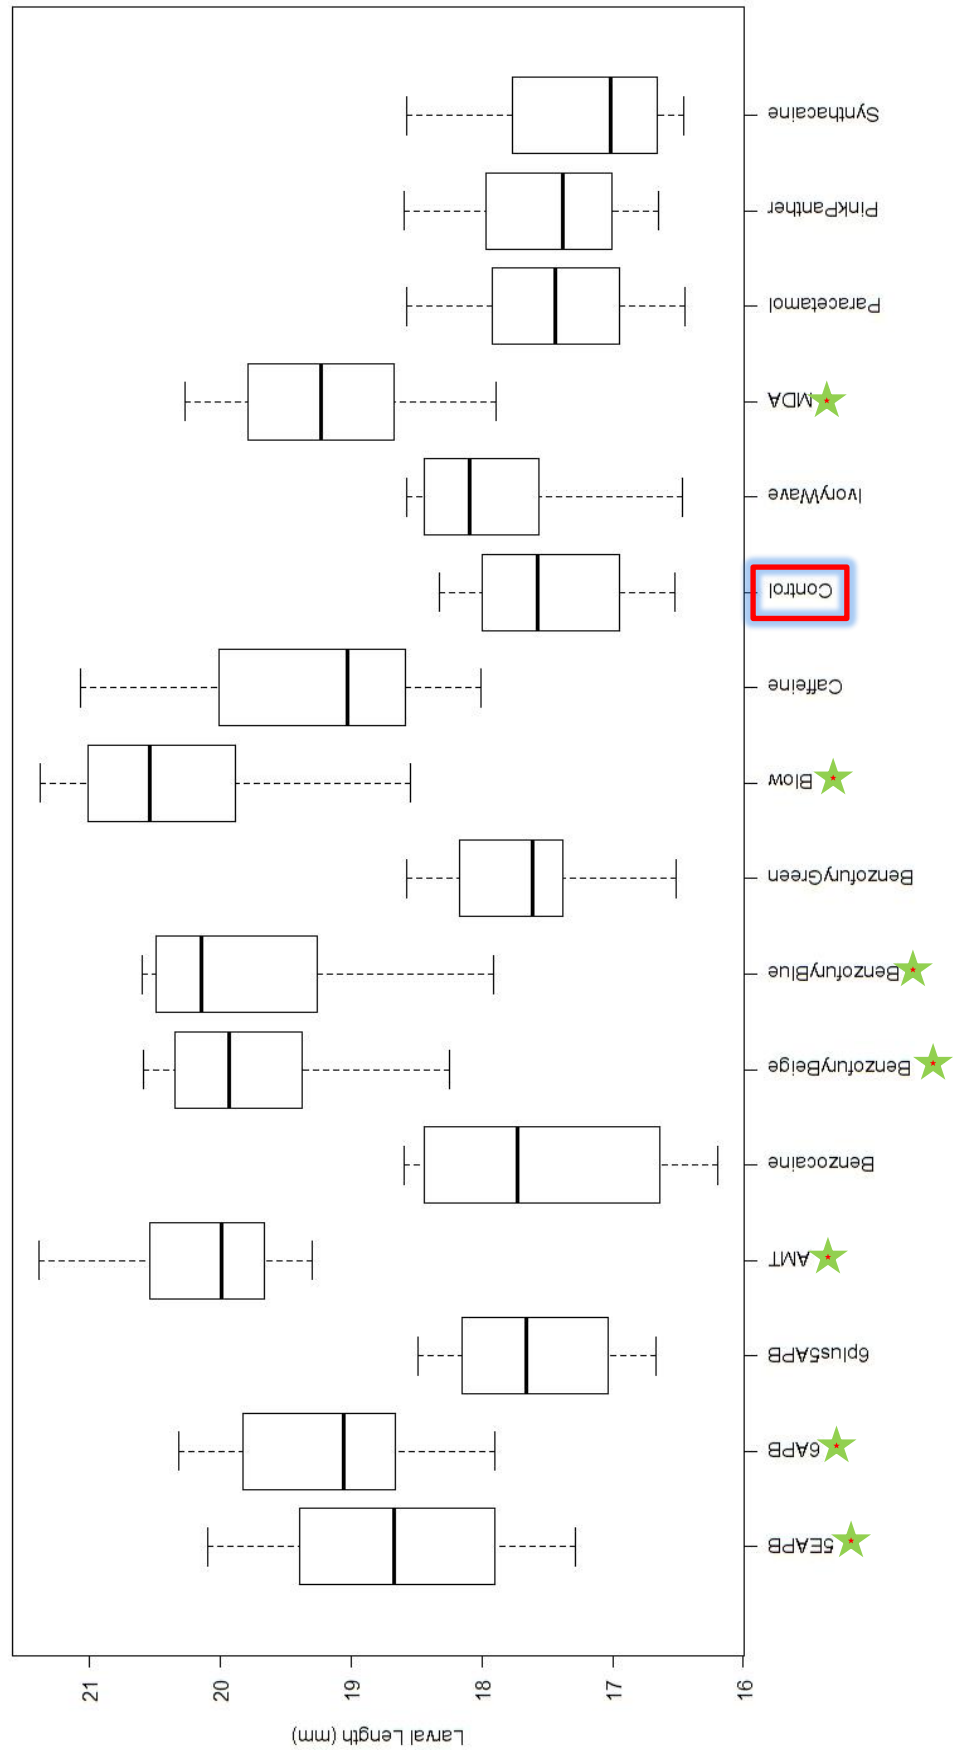 Synthacaine
PinkPanther
Paracetamol
MDA
IvoryWave
Control
Caffeine
Blow
BenzofuryGreen
BenzofuryBlue
BenzofuryBeige
Benzocaine
AMT
6plus5APB
6APB
5EAPB
21
20
19
18
17
16
Larval Length (mm)